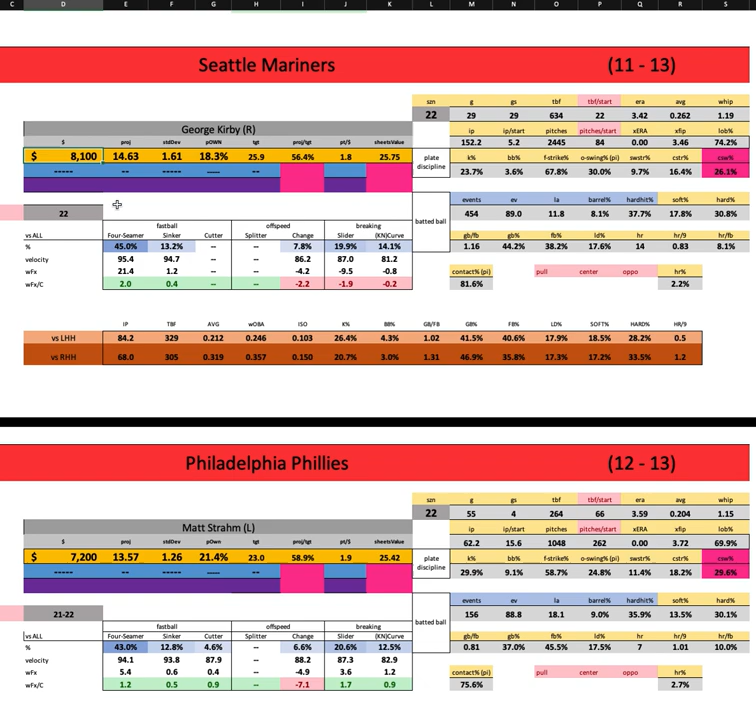 C D E F G H I J K L M N O P Q R S
Seattle Mariners (11 - 13)
szn g gs tbf tbf/start era avg whip
22 29 29 634 22 3.42 0.262 1.19
George Kirby (R) ip ip/start pitches pitches/start xERA xfip lob%
$ proj stdDev pOWN tgt proj/tgt pt/$ sheetsValue 152.2 5.2 2445 84 0.00 3.46 74.2%
$ 8,100 14.63 1.61 18.3% 25.9 56.4% 1.8 25.75 plate discipline k% bb% f-strike% o-swing% (pi) swstr% cstr% csw%
----- -- ----- —— -- 23.7% 3.6% 67.8% 30.0% 9.7% 16.4% 26.1%
events ev la barrel% hardhit% soft% hard%
22 batted ball 454 89.0 11.8 8.1% 37.7% 17.8% 30.8%
fastball offspeed breaking
vs ALL Four-Seamer Sinker Cutter Splitter Change Slider (KN)Curve gb/fb gb% fb% ld% hr hr/9 hr/fb
% 45.0% 13.2% -- -- 7.8% 19.9% 14.1% 1.16 44.2% 38.2% 17.6% 14 0.83 8.1%
velocity 95.4 94.7 -- -- 86.2 87.0 81.2
wFx 21.4 1.2 -- -- -4.2 -9.5 -0.8 contact% (pi) pull center oppo hr%
wFx/C 2.0 0.4 -- -- -2.2 -1.9 -0.2 81.6% 2.2%
IP TBF AVG wOBA ISO K% BB% GB/FB GB% FB% LD% SOFT% HARD% HR/9
vs LHH 84.2 329 0.212 0.246 0.103 26.4% 4.3% 1.02 41.5% 40.6% 17.9% 18.5% 28.2% 0.5
vs RHH 68.0 305 0.319 0.357 0.150 20.7% 3.0% 1.31 46.9% 35.8% 17.3% 17.2% 33.5% 1.2
Philadelphia Phillies (12 - 13)
szn g gs tbf tbf/start era avg whip
22 55 4 264 66 3.59 0.204 1.15
Matt Strahm (L) ip ip/start pitches pitches/start xERA xfip lob%
$ proj stdDev pOwn tgt proj/tgt pt/$ sheetsValue 62.2 15.6 1048 262 0.00 3.72 69.9%
$ 7,200 13.57 1.26 21.4% 23.0 58.9% 1.9 25.42 plate discipline k% bb% f-strike% o-swing% (pi) swstr% cstr% csw%
----- -- ----- —— -- 29.9% 9.1% 58.7% 24.8% 11.4% 18.2% 29.6%
events ev la barrel% hardhit% soft% hard%
21-22 batted ball 156 88.8 18.1 9.0% 35.9% 13.5% 30.1%
fastball offspeed breaking
vs ALL Four-Seamer Sinker Cutter Splitter Change Slider (KN)Curve gb/fb gb% fb% ld% hr hr/9 hr/fb
% 43.0% 12.8% 4.6% -- 6.6% 20.6% 12.5% 0.81 37.0% 45.5% 17.5% 7 1.01 10.0%
velocity 94.1 93.8 87.9 -- 88.2 87.3 82.9
wFx 5.4 0.6 0.4 -- -4.9 3.6 1.2 contact% (pi) pull center oppo hr%
wFx/C 1.2 0.5 0.9 -- -7.1 1.7 0.9 75.6% 2.7%